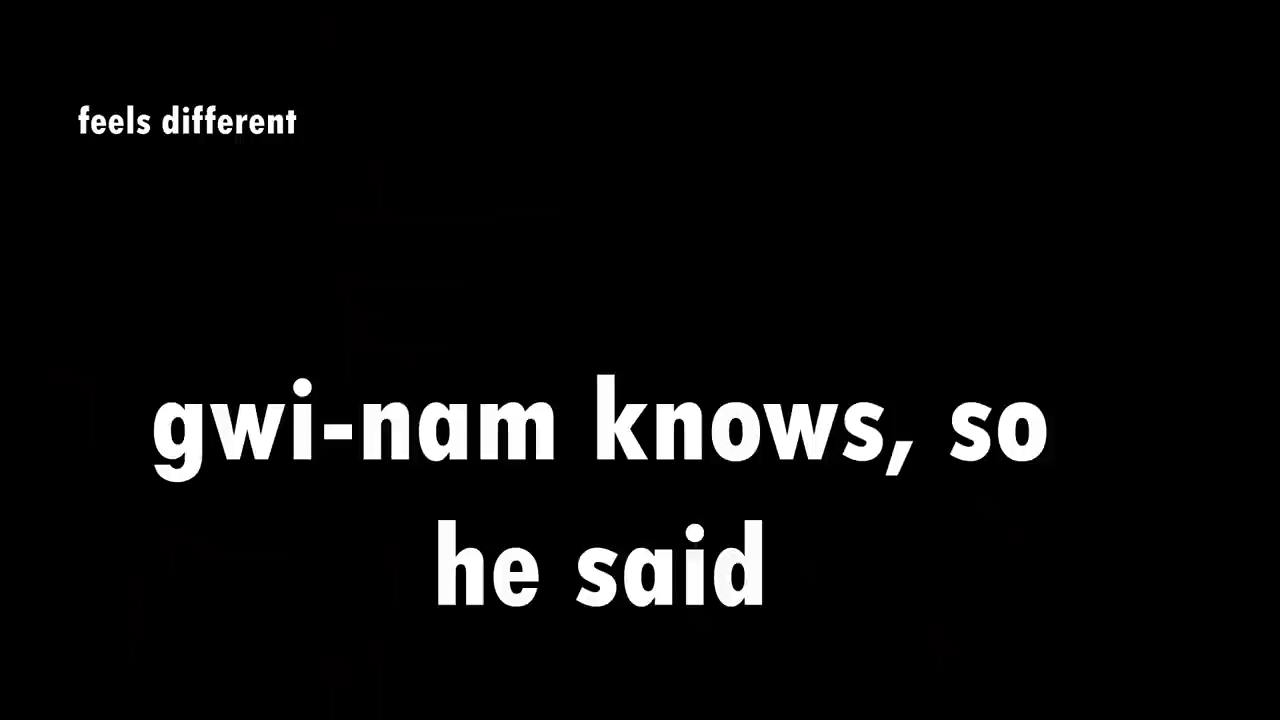 feels different
gwi-nam knows, so
he said